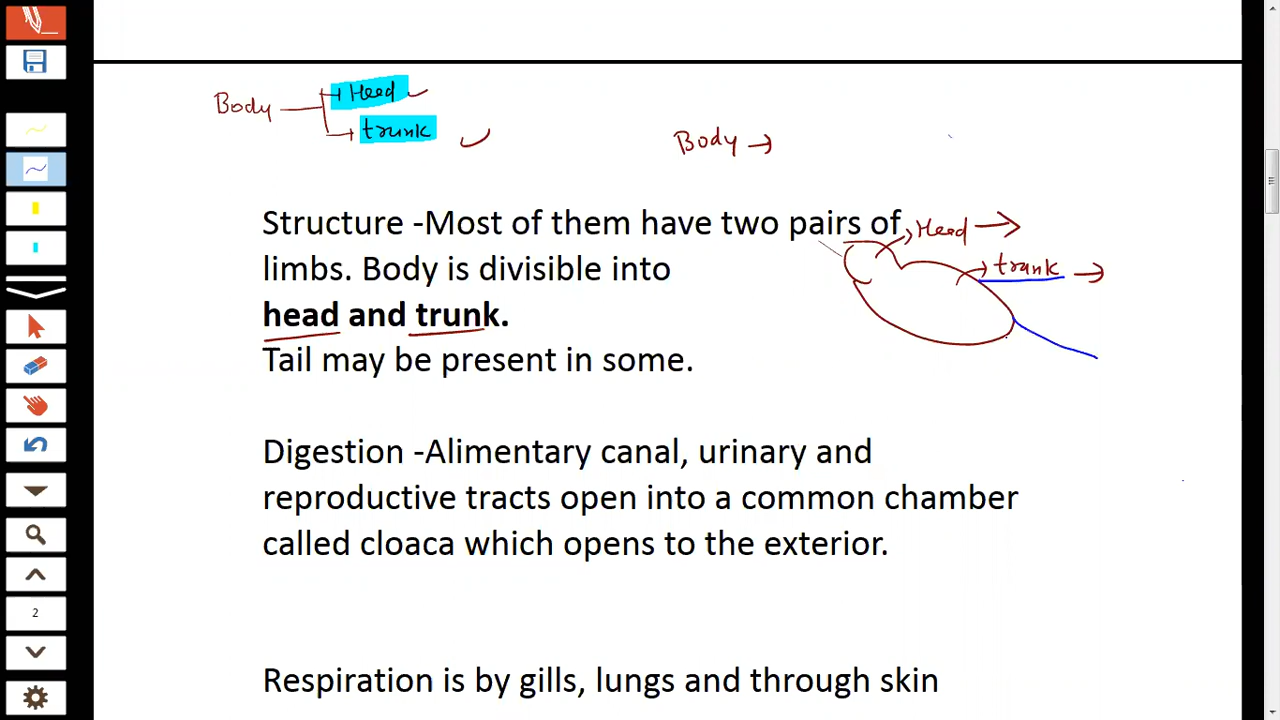 Body → Head
→ trunk
Body →
Structure -Most of them have two pairs of
Head →
limbs. Body is divisible into
trunk →
head and trunk.
Tail may be present in some.
Digestion -Alimentary canal, urinary and
reproductive tracts open into a common chamber
called cloaca which opens to the exterior.
2
Respiration is by gills, lungs and through skin